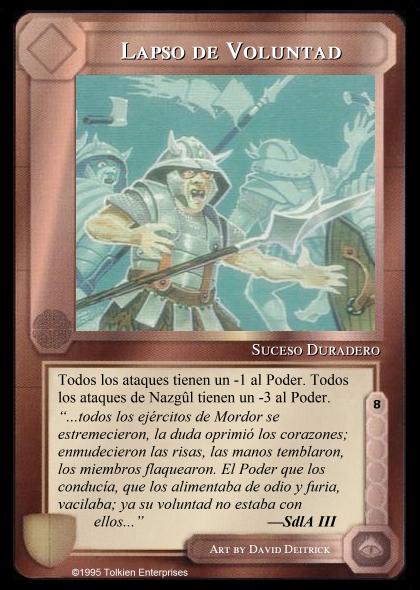 LAPSO DE VOLUNTAD
SUCESO DURADERO
Todos los ataques tienen un -1 al Poder. Todos
los ataques de Nazgûl tienen un -3 al Poder.
“...todos los ejércitos de Mordor se
estremecieron, la duda oprimió los corazones;
enmudecieron las risas, las manos temblaron,
los miembros flaquearon. El Poder que los
conducía, que los alimentaba de odio y furia,
vacilaba; ya su voluntad no estaba con
ellos...” —SdlA III
8
ART BY DAVID DEITRICK
©1995 Tolkien Enterprises